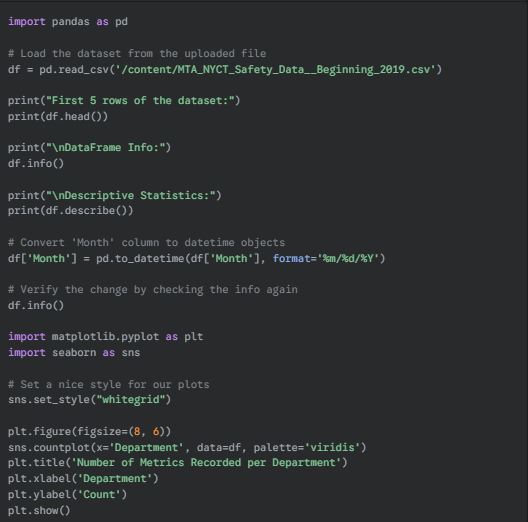 import pandas as pd
# Load the dataset from the uploaded file
df = pd.read_csv('/content/MTA_NYCT_Safety_Data__Beginning_2019.csv')
print("First 5 rows of the dataset:")
print(df.head())
print("\nDataFrame Info:")
df.info()
print("\nDescriptive Statistics:")
print(df.describe())
# Convert 'Month' column to datetime objects
df['Month'] = pd.to_datetime(df['Month'], format='%m/%d/%Y')
# Verify the change by checking the info again
df.info()
import matplotlib.pyplot as plt
import seaborn as sns
# Set a nice style for our plots
sns.set_style("whitegrid")
plt.figure(figsize=(8, 6))
sns.countplot(x='Department', data=df, palette='viridis')
plt.title('Number of Metrics Recorded per Department')
plt.xlabel('Department')
plt.ylabel('Count')
plt.show()